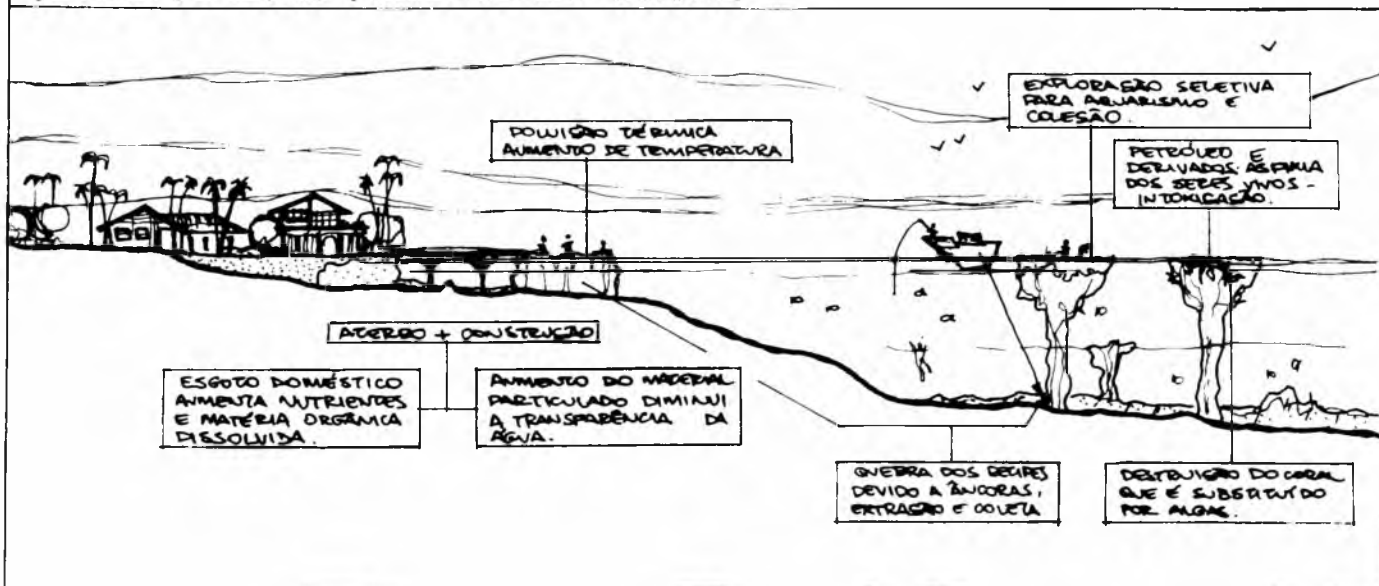 EXPLORAÇÃO SELETIVA
PARA AQUARISMO E
COLEÇÃO.
POLUIÇÃO TÉRMICA
AUMENTO DE TEMPERATURA
PETRÓLEO E
DERIVADOS: ASFIXIA
DOS SERES VIVOS -
INTOXICAÇÃO.
ATERRO + CONSTRUÇÃO
ESGOTO DOMÉSTICO
AUMENTA NUTRIENTES
E MATÉRIA ORGÂNICA
DISSOLVIDA.
AUMENTO DO MATERIAL
PARTICULADO DIMINUI
A TRANSPARÊNCIA DA
ÁGUA.
QUEBRA DOS RECIFES
DEVIDO A ÂNCORAS,
EXTRAÇÃO E COLETA
DESTRUIÇÃO DO CORAL
QUE É SUBSTITUÍDO
POR ALGAS.